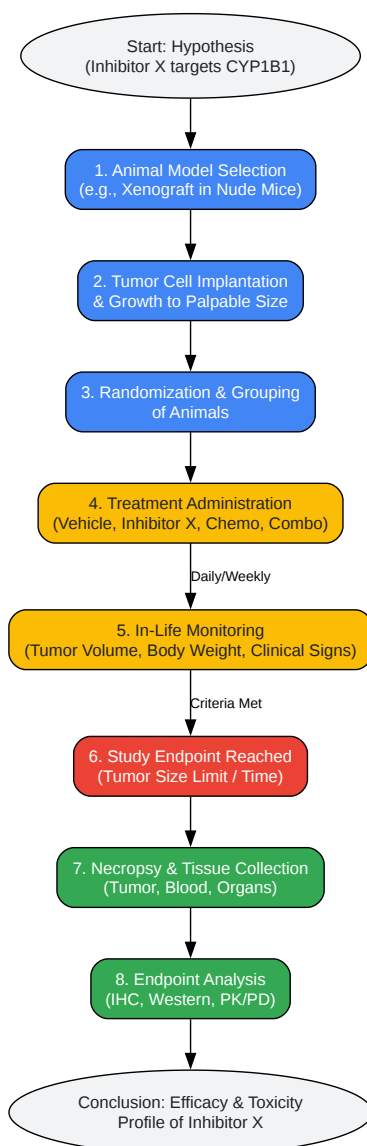 Start: Hypothesis
(Inhibitor X targets CYP1B1)
1. Animal Model Selection
(e.g., Xenograft in Nude Mice)
2. Tumor Cell Implantation
& Growth to Palpable Size
3. Randomization & Grouping
of Animals
4. Treatment Administration
(Vehicle, Inhibitor X, Chemo, Combo)
Daily/Weekly
5. In-Life Monitoring
(Tumor Volume, Body Weight, Clinical Signs)
Criteria Met
6. Study Endpoint Reached
(Tumor Size Limit / Time)
7. Necropsy & Tissue Collection
(Tumor, Blood, Organs)
8. Endpoint Analysis
(IHC, Western, PK/PD)
Conclusion: Efficacy & Toxicity
Profile of Inhibitor X